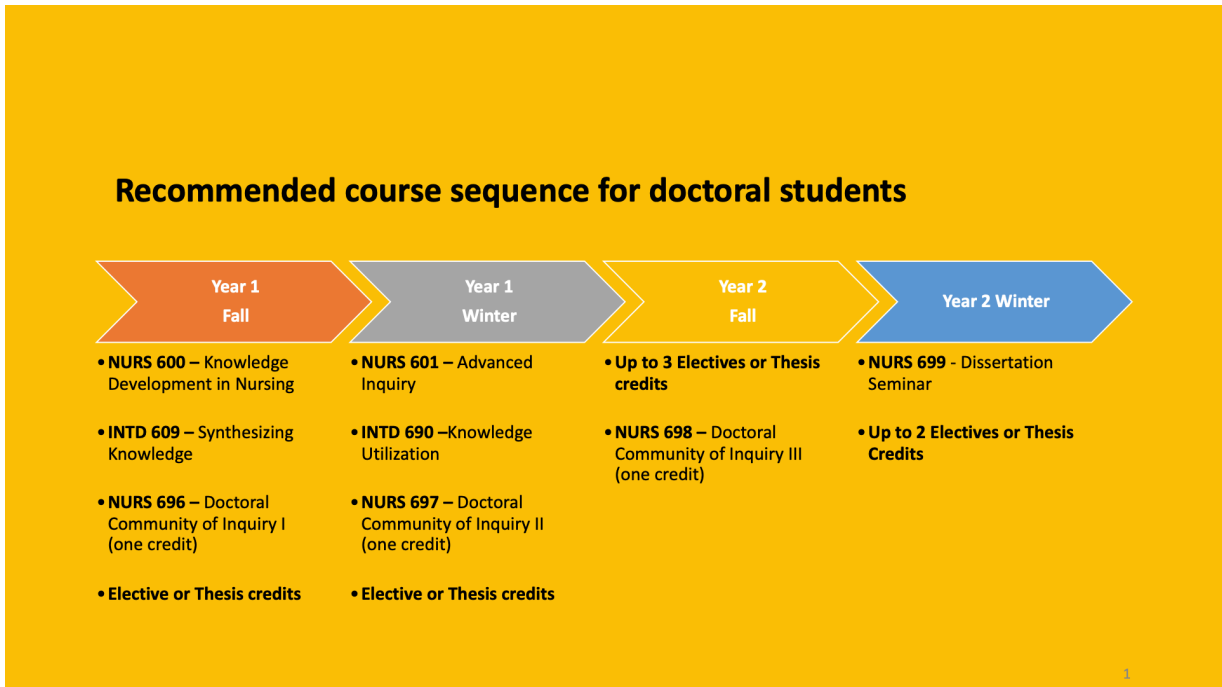 Recommended course sequence for doctoral students
Year 1
Fall
• NURS 600 – Knowledge
Development in Nursing
• INTD 609 – Synthesizing
Knowledge
• NURS 696 – Doctoral
Community of Inquiry I
(one credit)
• Elective or Thesis credits
Year 1
Winter
• NURS 601 – Advanced
Inquiry
• INTD 690 –Knowledge
Utilization
• NURS 697 – Doctoral
Community of Inquiry II
(one credit)
• Elective or Thesis credits
Year 2
Fall
• Up to 3 Electives or Thesis
credits
• NURS 698 – Doctoral
Community of Inquiry III
(one credit)
Year 2 Winter
• NURS 699 - Dissertation
Seminar
• Up to 2 Electives or Thesis
Credits
1